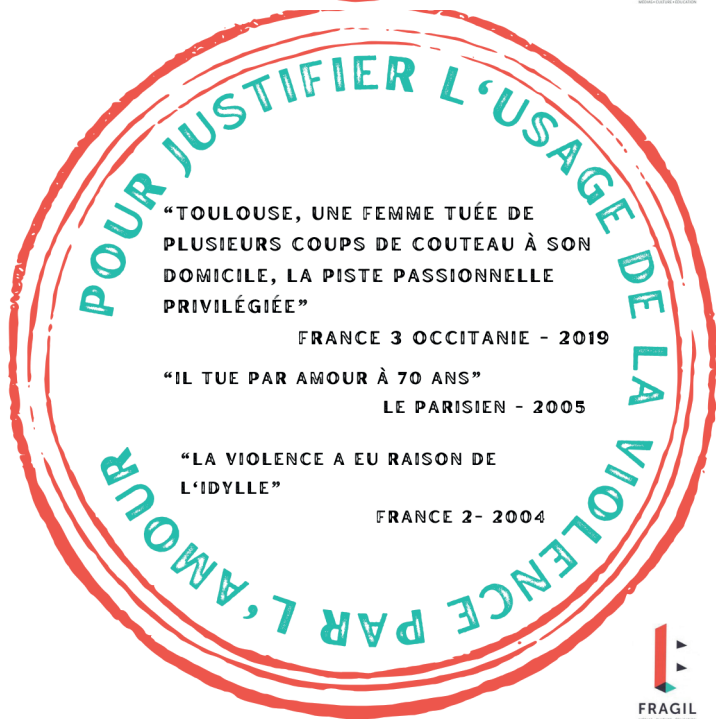 POUR JUSTIFIER L'USAGE DE LA VIOLENCE PAR L'AMOUR
“TOULOUSE, UNE FEMME TUÉE DE
PLUSIEURS COUPS DE COUTEAU À SON
DOMICILE, LA PISTE PASSIONNELLE
PRIVILÉGIÉE”
FRANCE 3 OCCITANIE - 2019
“IL TUE PAR AMOUR À 70 ANS”
LE PARISIEN - 2005
“LA VIOLENCE A EU RAISON DE
L'IDYLLE”
FRANCE 2- 2004
FRAGIL